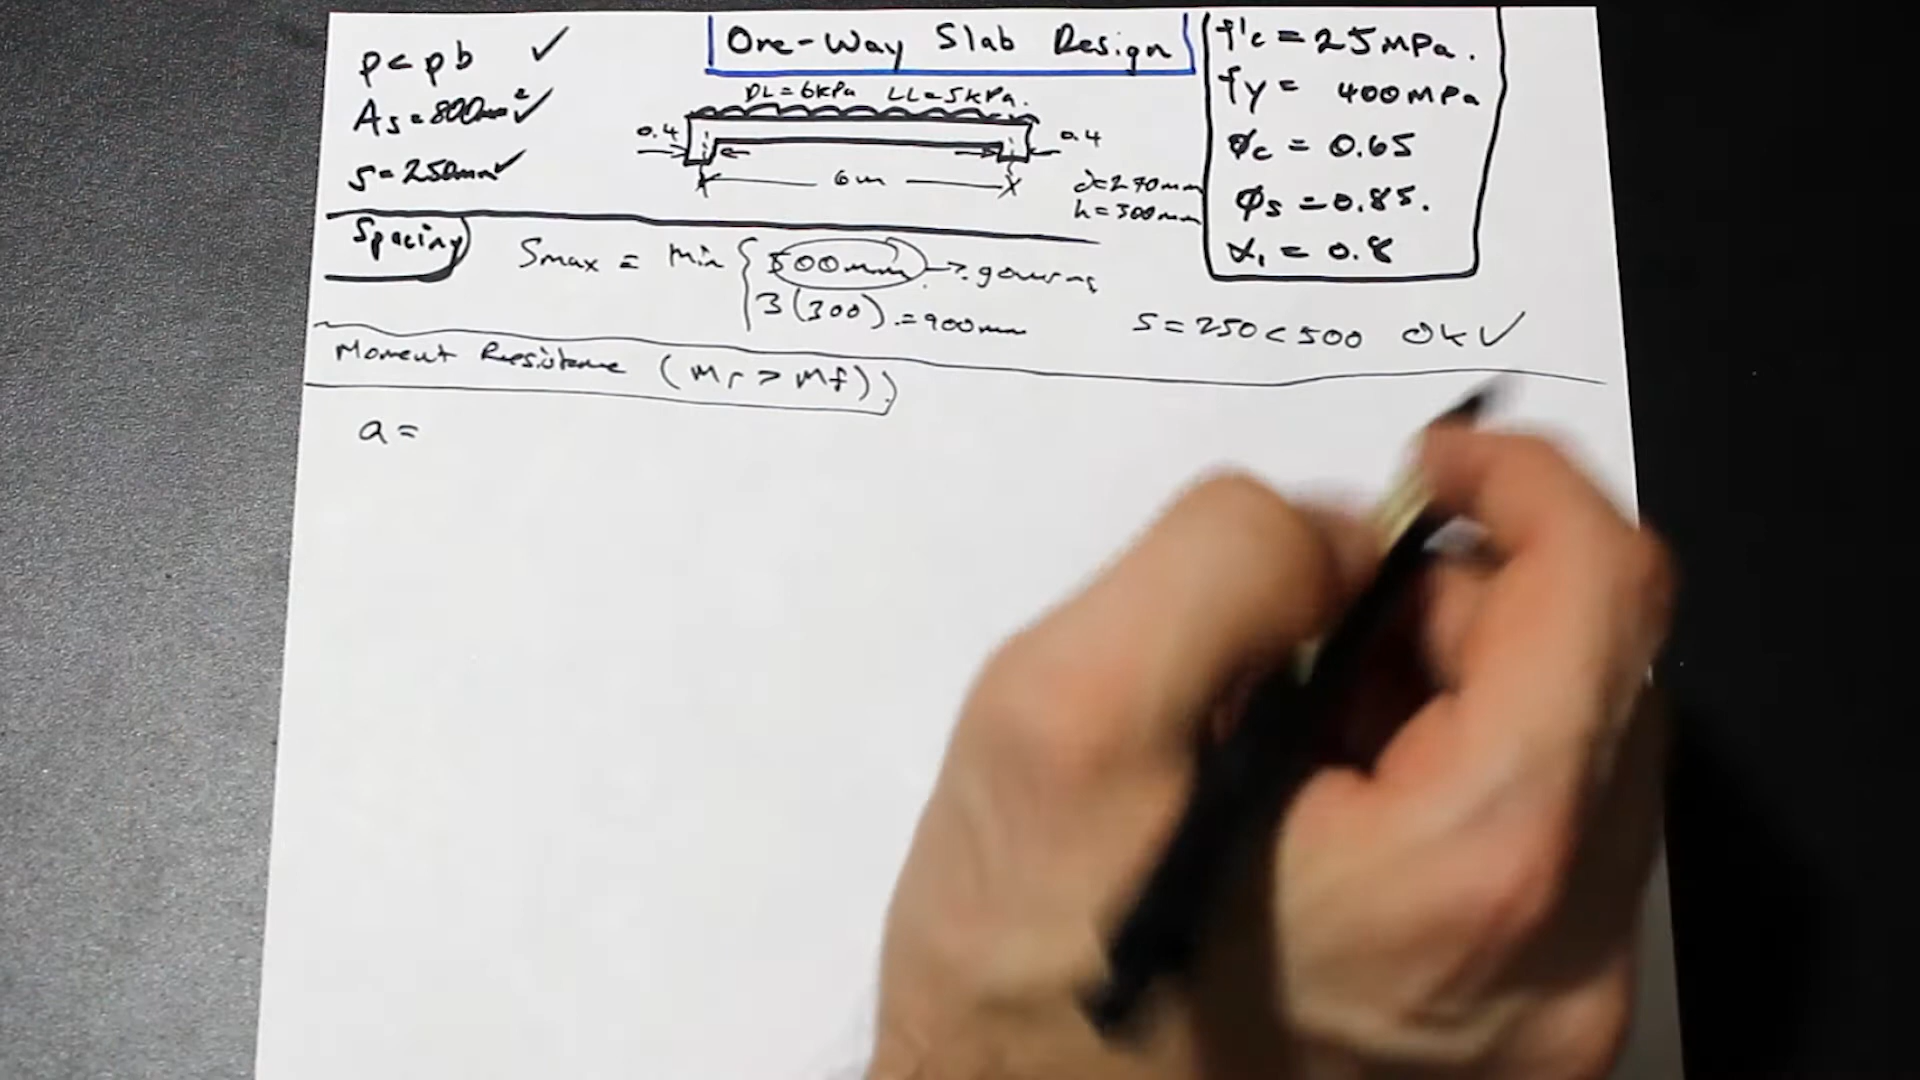 One-Way Slab Design
ρ < ρb ✓
As = 800mm² ✓
s = 250mm ✓
DL = 6kPa LL = 5kPa.
0.4
0.4
6m
d = 270mm
h = 300mm
f'c = 25MPa.
fy = 400MPa
φc = 0.65
φs = 0.85.
α₁ = 0.8
Spacing
Smax = Min { 500mm → governs
3(300) = 900mm
S = 250 < 500 Ok ✓
Moment Resistance (Mr > Mf)
a =